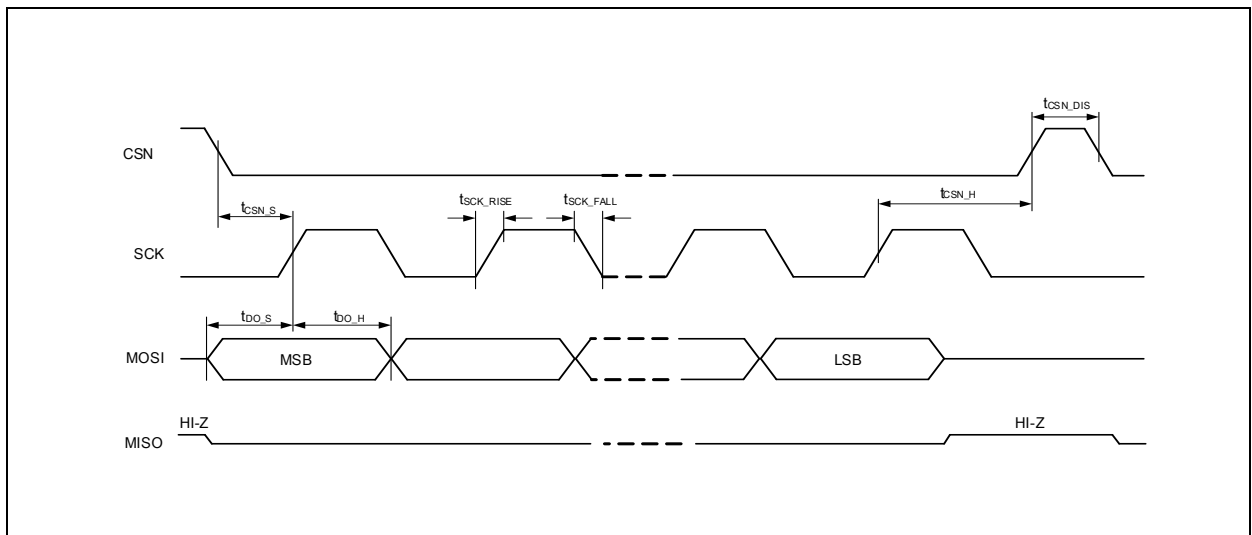 tCSN_DIS
CSN
tCSN_H
tCSN_S
tSCK_RISE
tSCK_FALL
SCK
tDO_S
tDO_H
MOSI
MSB
LSB
HI-Z
HI-Z
MISO